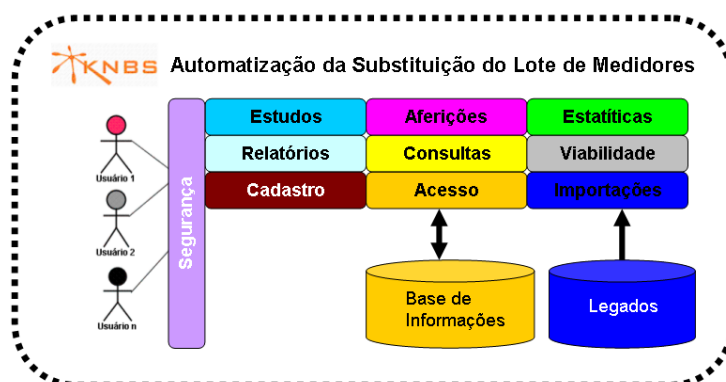 KNBS Automatização da Substituição do Lote de Medidores
Estudos Aferições Estatíticas
Relatórios Consultas Viabilidade
Cadastro Acesso Importações
Segurança
Usuário 1
Usuário 2
Usuário n
Base de
Informações
Legados